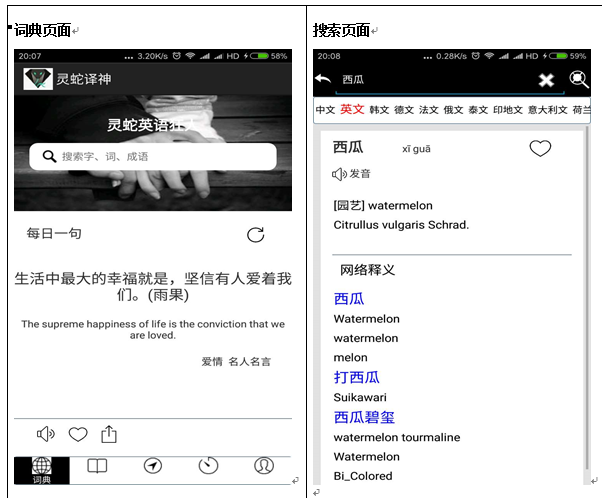 词典页面
20:07 ... 3.20K/s HD 58%
灵蛇译神
灵蛇英语狂人
搜索字、词、成语
每日一句
生活中最大的幸福就是，坚信有人爱着我
们。(雨果)
The supreme happiness of life is the conviction that we
are loved.
爱情 名人名言
词典
搜索页面
20:08 ... 0.28K/s HD 59%
西瓜
中文 英文 韩文 德文 法文 俄文 泰文 印地文 意大利文 荷兰
西瓜 xī guā
发音
[园艺] watermelon
Citrullus vulgaris Schrad.
网络释义
西瓜
Watermelon
watermelon
melon
打西瓜
Suikawari
西瓜碧玺
watermelon tourmaline
Watermelon
Bi_Colored